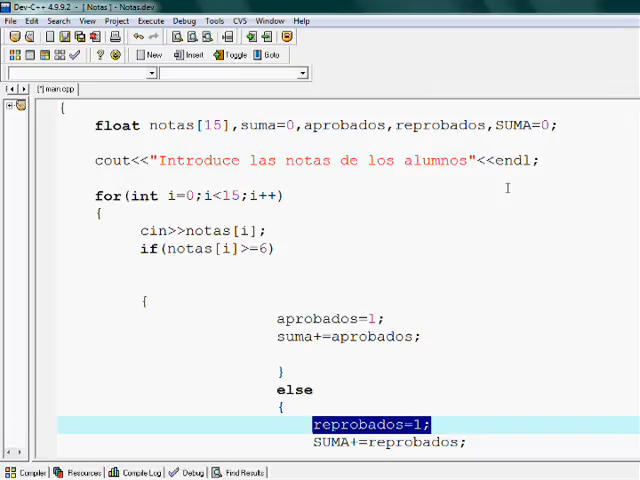 Dev-C++ 4.9.9.2 - [ Notas ] - Notas.dev
File Edit Search View Project Execute Debug Tools CVS Window Help
New Insert Toggle Goto
[*] main.cpp
{
float notas[15],suma=0,aprobados,reprobados,SUMA=0;
cout<<"Introduce las notas de los alumnos"<<endl;
for(int i=0;i<15;i++)
{
cin>>notas[i];
if(notas[i]>=6)
{
aprobados=1;
suma+=aprobados;
}
else
{
reprobados=1;
SUMA+=reprobados;
Compiler Resources Compile Log Debug Find Results